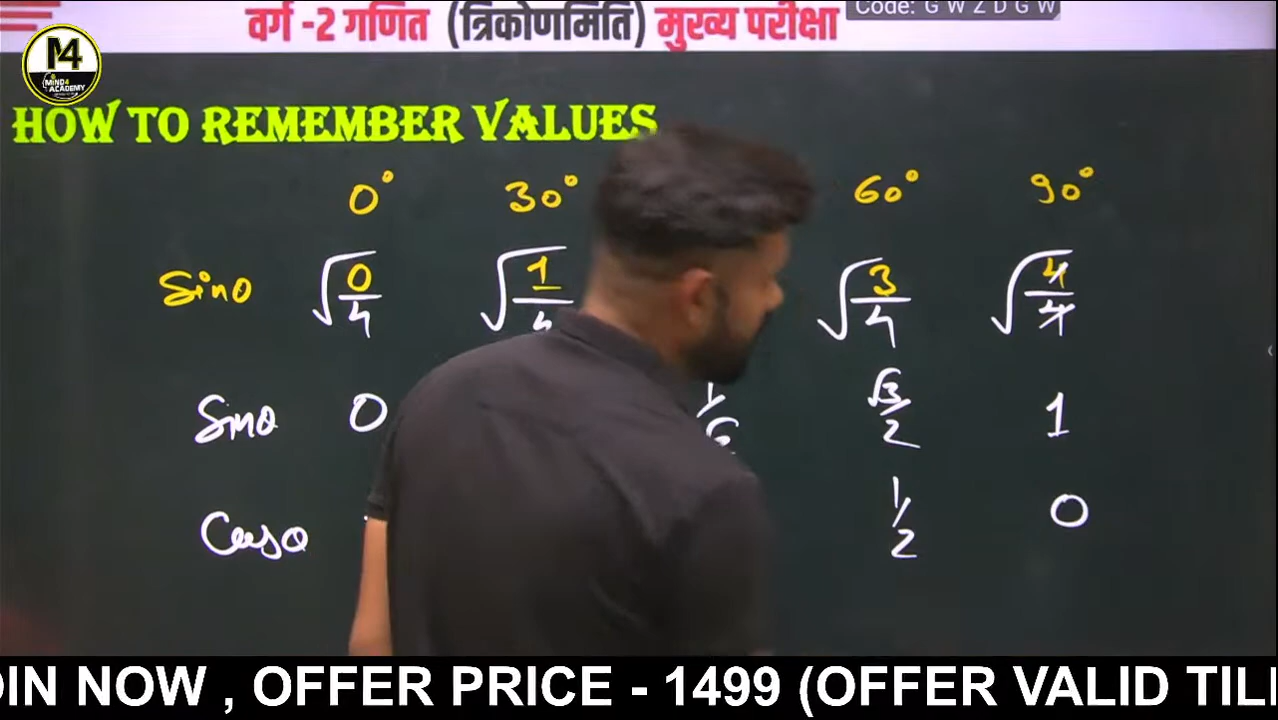 Code: G W Z D G W
वर्ग -2 गणित (त्रिकोणमिति) मुख्य परीक्षा
M4
MIND4
ACADEMY
HOW TO REMEMBER VALUES
0° 30° 60° 90°
Sinθ √0/4 √1/4 √3/4 √4/4
Sinθ 0 √3/2 1
Cosθ 1/2 0
OIN NOW , OFFER PRICE - 1499 (OFFER VALID TILL